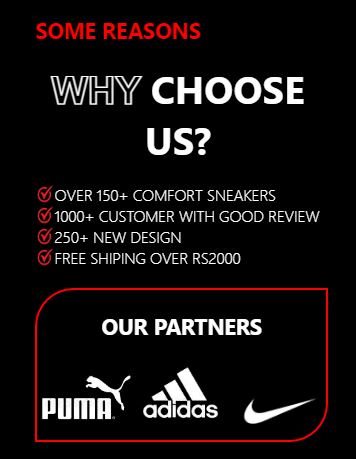 SOME REASONS
WHY CHOOSE
US?
OVER 150+ COMFORT SNEAKERS
1000+ CUSTOMER WITH GOOD REVIEW
250+ NEW DESIGN
FREE SHIPING OVER RS2000
OUR PARTNERS
PUMA adidas